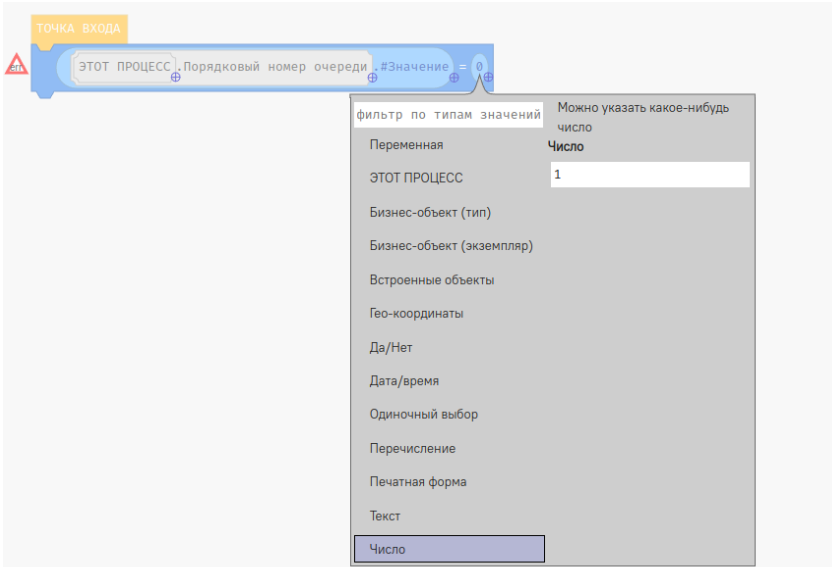 ТОЧКА ВХОДА
err
ЭТОТ ПРОЦЕСС.Порядковый номер очереди.#Значение = 0
фильтр по типам значений
Можно указать какое-нибудь
число
Переменная
Число
ЭТОТ ПРОЦЕСС
1
Бизнес-объект (тип)
Бизнес-объект (экземпляр)
Встроенные объекты
Гео-координаты
Да/Нет
Дата/время
Одиночный выбор
Перечисление
Печатная форма
Текст
Число